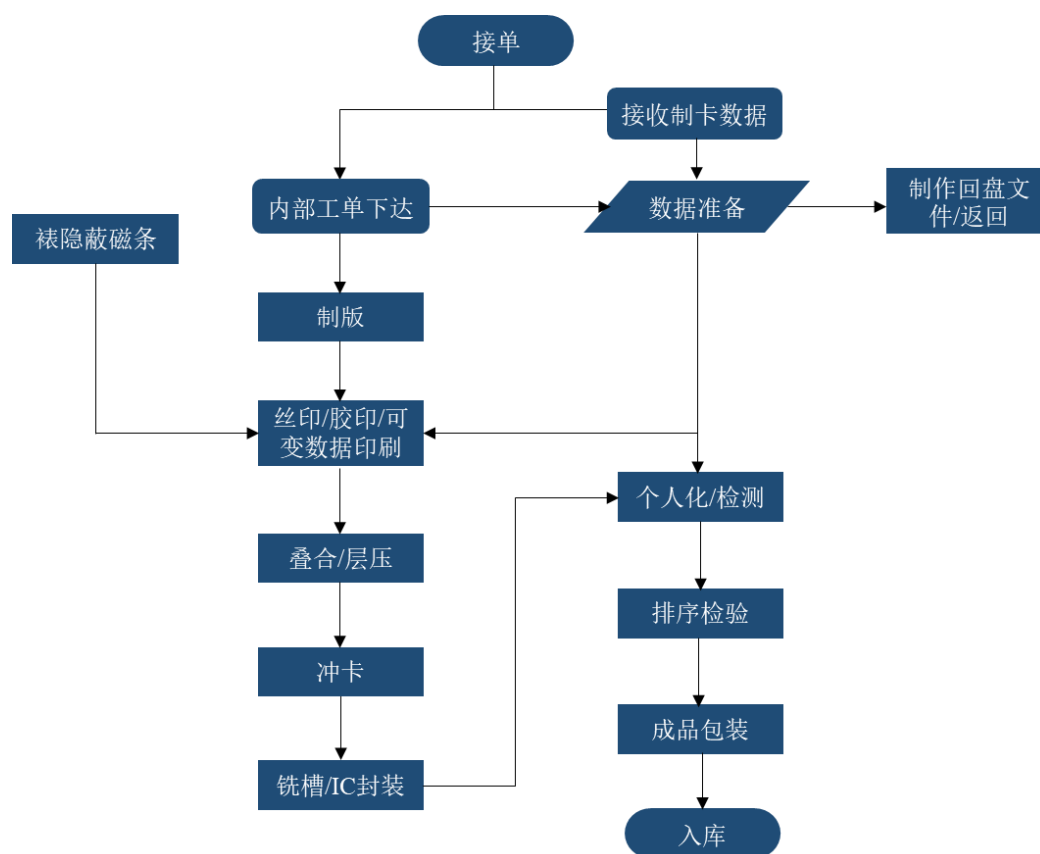 接单
接收制卡数据
内部工单下达
数据准备
制作回盘文
件/返回
裱隐蔽磁条
制版
丝印/胶印/可
变数据印刷
个人化/检测
叠合/层压
排序检验
冲卡
成品包装
铣槽/IC封装
入库